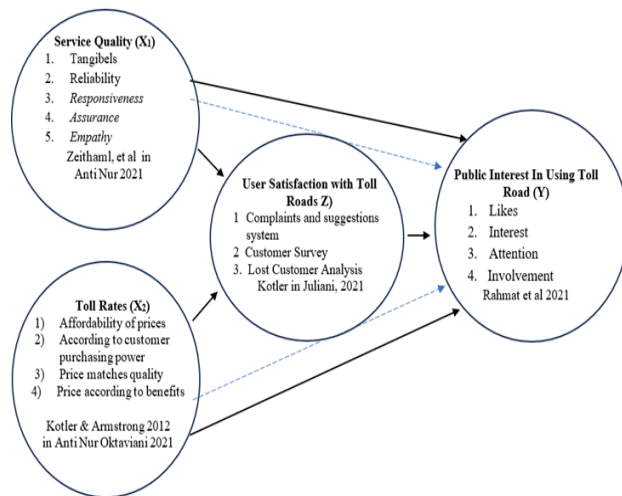 Service Quality (X₁)
1. Tangibels
2. Reliability
3. Responsiveness
4. Assurance
5. Empathy
Zeithaml, et al in
Anti Nur 2021
User Satisfaction with Toll
Roads Z)
1 Complaints and suggestions
system
2 Customer Survey
3. Lost Customer Analysis
Kotler in Juliani, 2021
Public Interest In Using Toll
Road (Y)
1. Likes
2. Interest
3. Attention
4. Involvement
Rahmat et al 2021
Toll Rates (X₂)
1) Affordability of prices
2) According to customer
purchasing power
3) Price matches quality
4) Price according to benefits
Kotler & Armstrong 2012
in Anti Nur Oktaviani 2021